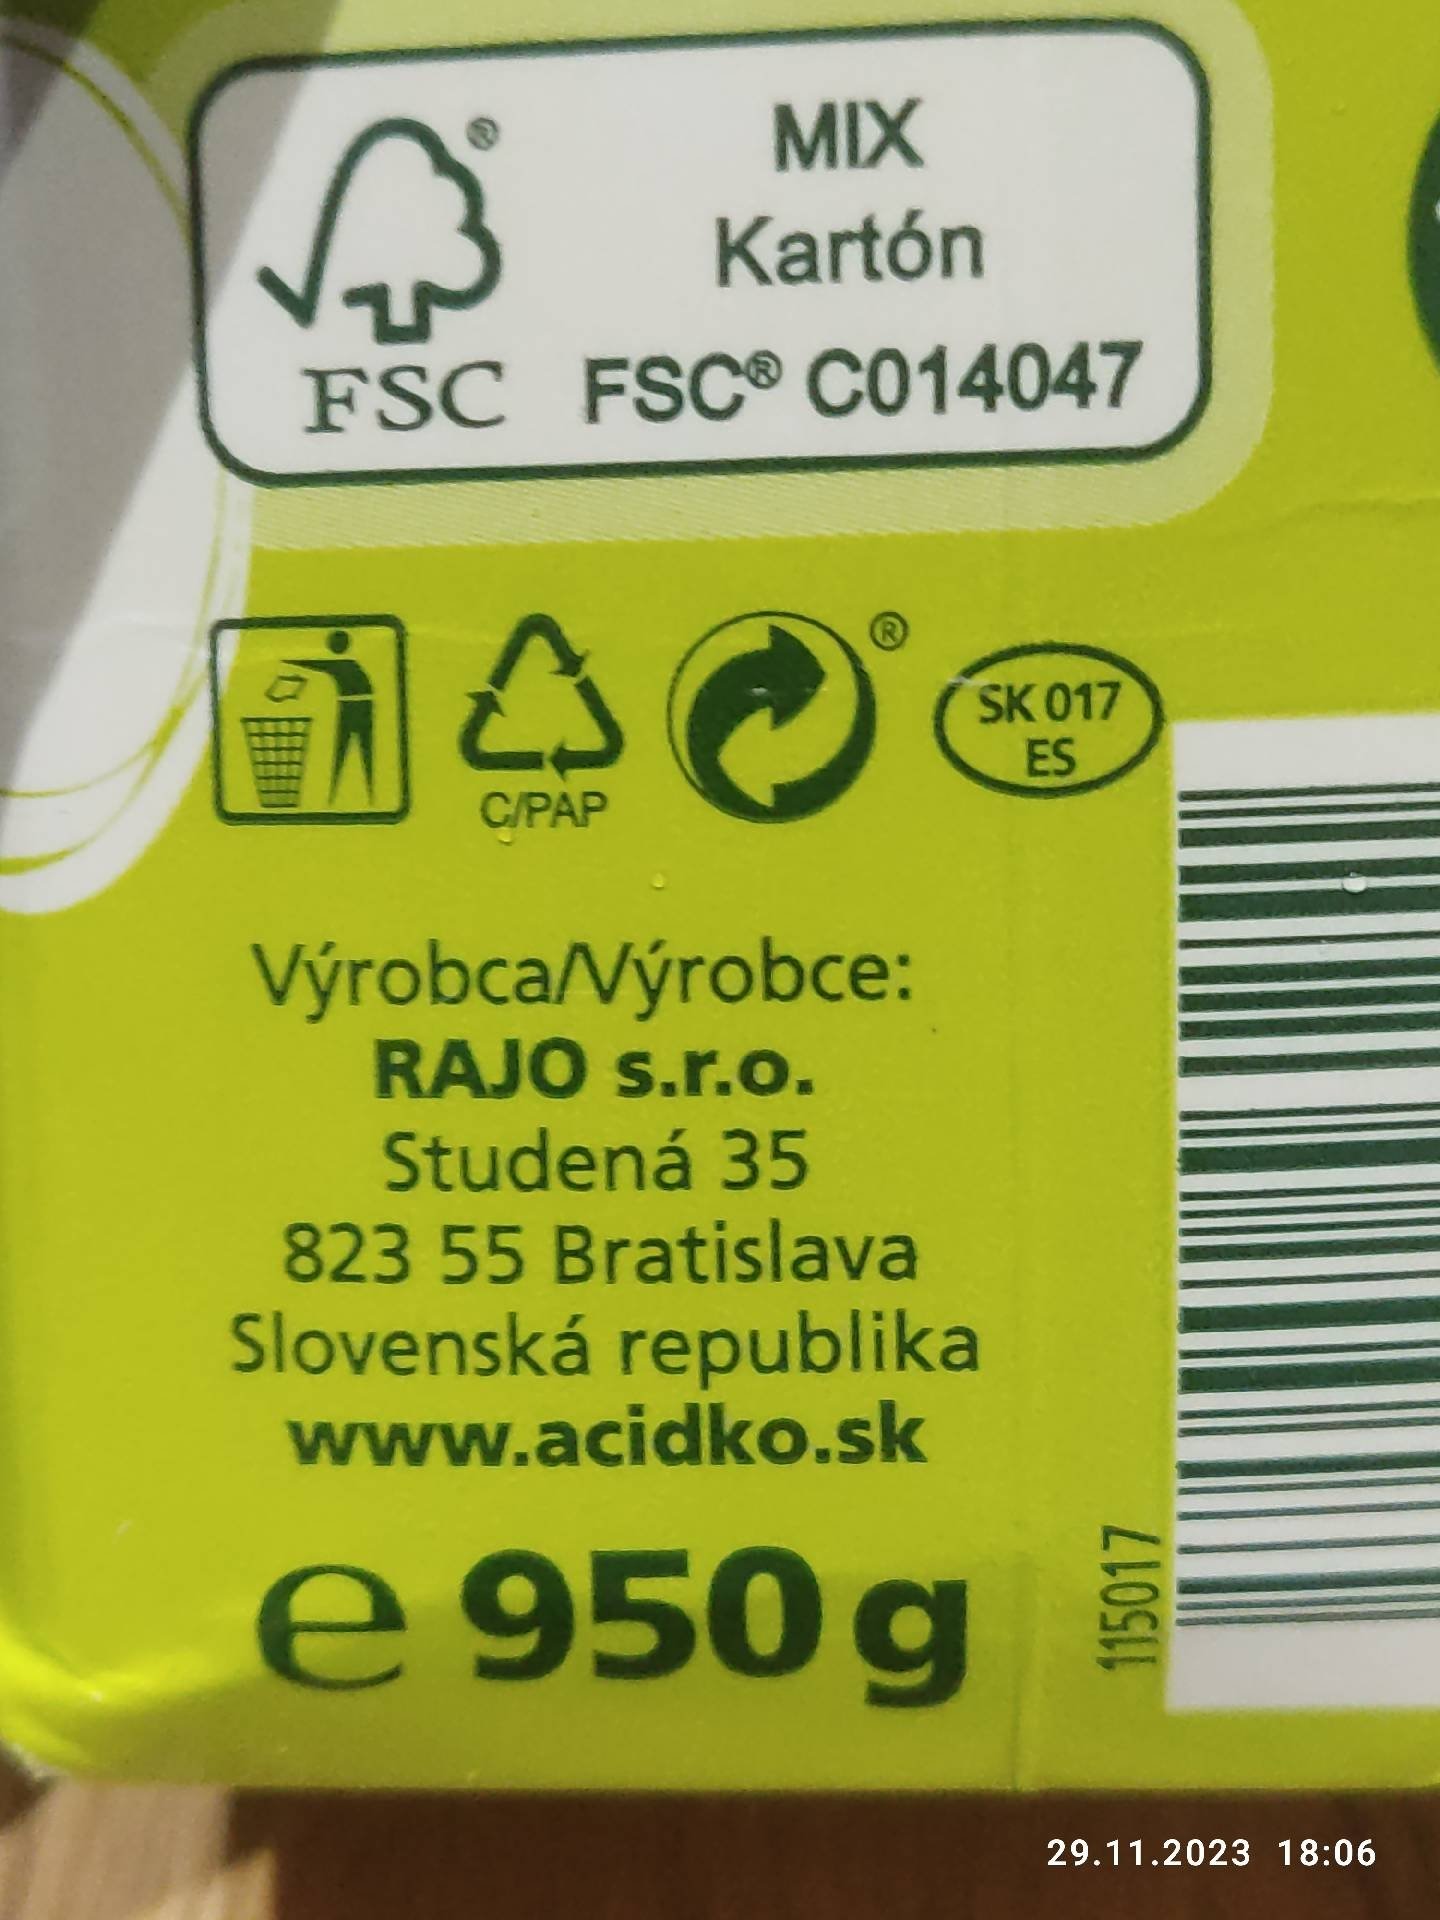 ®
MIX
Kartón
FSC
FSC® C014047
®
C/PAP
SK 017
ES
Výrobca/Výrobce:
RAJO s.r.o.
Studená 35
823 55 Bratislava
Slovenská republika
www.acidko.sk
℮ 950 g
115017
29.11.2023 18:06